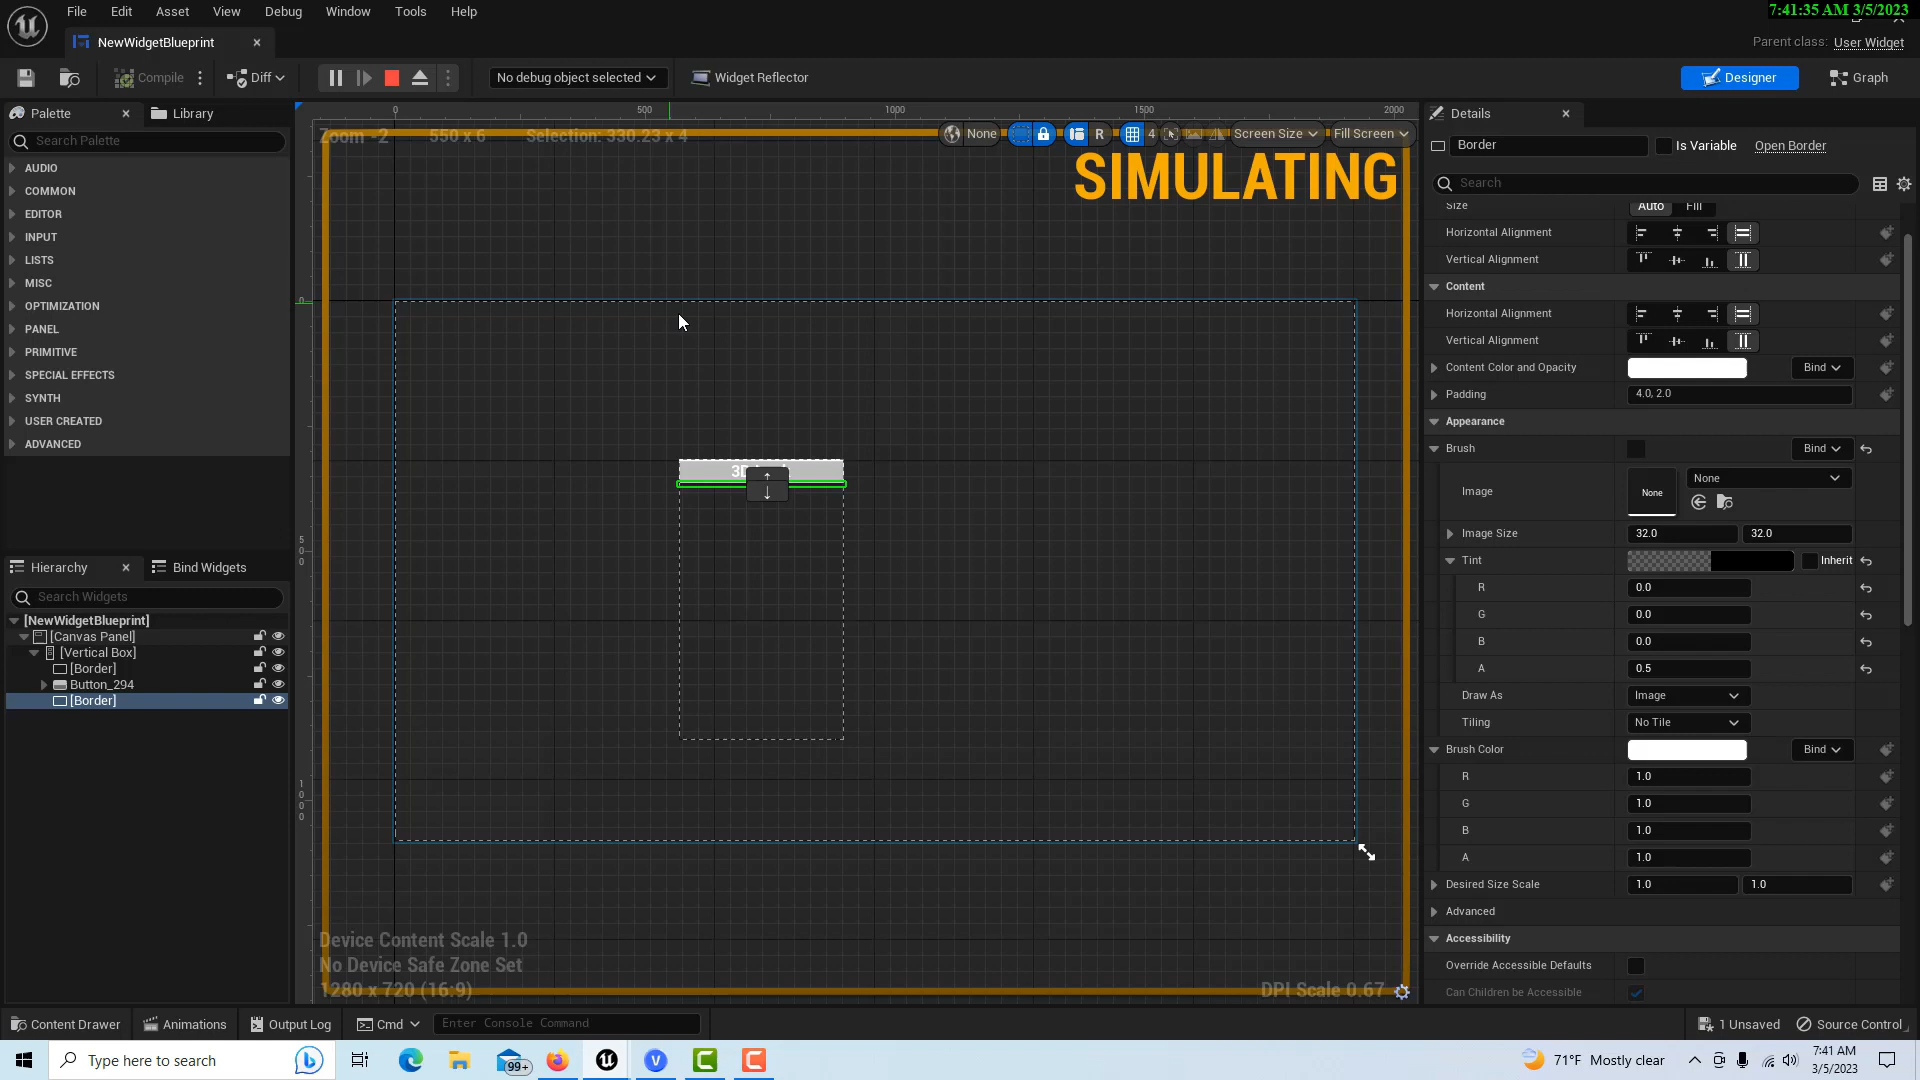 File Edit Asset View Debug Window Tools Help
7:41:35 AM 3/5/2023
NewWidgetBlueprint
Parent class: User Widget
Compile Diff No debug object selected Widget Reflector Designer Graph
Palette Library
Search Palette
AUDIO
COMMON
EDITOR
INPUT
LISTS
MISC
OPTIMIZATION
PANEL
PRIMITIVE
SPECIAL EFFECTS
SYNTH
USER CREATED
ADVANCED
Hierarchy Bind Widgets
Search Widgets
[NewWidgetBlueprint]
[Canvas Panel]
[Vertical Box]
[Border]
Button_294
[Border]
0 500 1000 1500 2000
Zoom -2 550 x 6 Selection: 330.23 x 4
None R 4 Screen Size Fill Screen
SIMULATING
0
500
1000
Device Content Scale 1.0
No Device Safe Zone Set
1280 x 720 (16:9)
DPI Scale 0.67
Details
Border Is Variable Open Border
Search
Size Auto Fill
Horizontal Alignment
Vertical Alignment
Content
Horizontal Alignment
Vertical Alignment
Content Color and Opacity Bind
Padding 4.0, 2.0
Appearance
Brush Bind
Image None None
Image Size 32.0 32.0
Tint Inherit
R 0.0
G 0.0
B 0.0
A 0.5
Draw As Image
Tiling No Tile
Brush Color Bind
R 1.0
G 1.0
B 1.0
A 1.0
Desired Size Scale 1.0 1.0
Advanced
Accessibility
Override Accessible Defaults
Can Children be Accessible
Content Drawer Animations Output Log Cmd Enter Console Command
1 Unsaved Source Control
Type here to search
99+
71°F Mostly clear
7:41 AM
3/5/2023